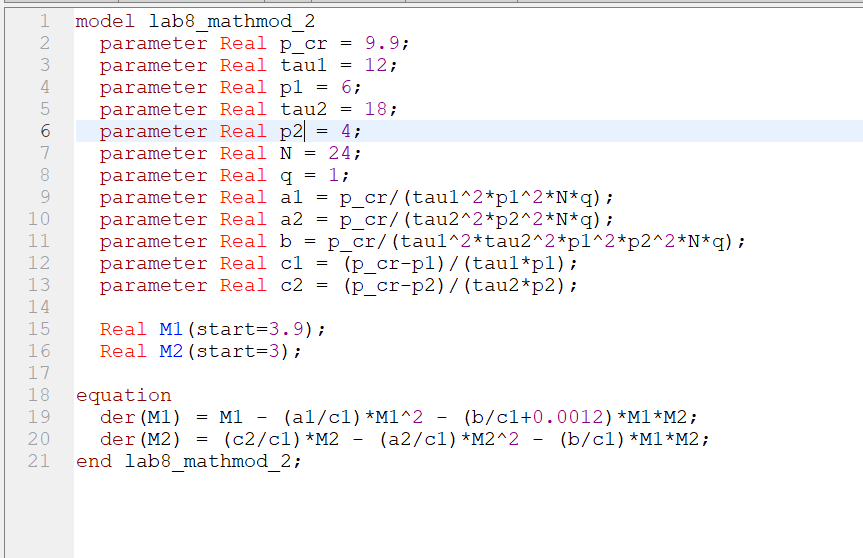 1 model lab8_mathmod_2
2   parameter Real p_cr = 9.9;
3   parameter Real tau1 = 12;
4   parameter Real p1 = 6;
5   parameter Real tau2 = 18;
6   parameter Real p2 = 4;
7   parameter Real N = 24;
8   parameter Real q = 1;
9   parameter Real a1 = p_cr/(tau1^2*p1^2*N*q);
10   parameter Real a2 = p_cr/(tau2^2*p2^2*N*q);
11   parameter Real b = p_cr/(tau1^2*tau2^2*p1^2*p2^2*N*q);
12   parameter Real c1 = (p_cr-p1)/(tau1*p1);
13   parameter Real c2 = (p_cr-p2)/(tau2*p2);
14
15   Real M1(start=3.9);
16   Real M2(start=3);
17
18 equation
19   der(M1) = M1 - (a1/c1)*M1^2 - (b/c1+0.0012)*M1*M2;
20   der(M2) = (c2/c1)*M2 - (a2/c1)*M2^2 - (b/c1)*M1*M2;
21 end lab8_mathmod_2;